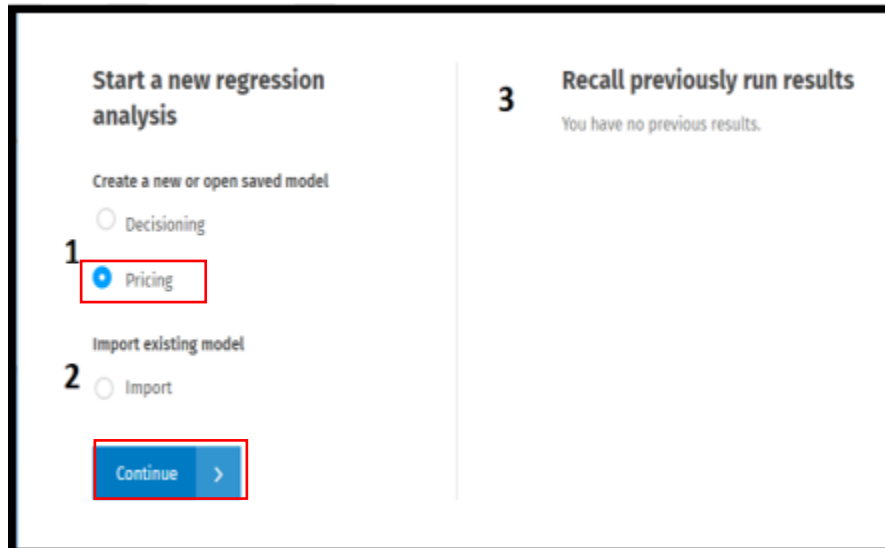 Start a new regression
analysis
Create a new or open saved model
Decisioning
1
Pricing
Import existing model
2
Import
Continue
3
Recall previously run results
You have no previous results.